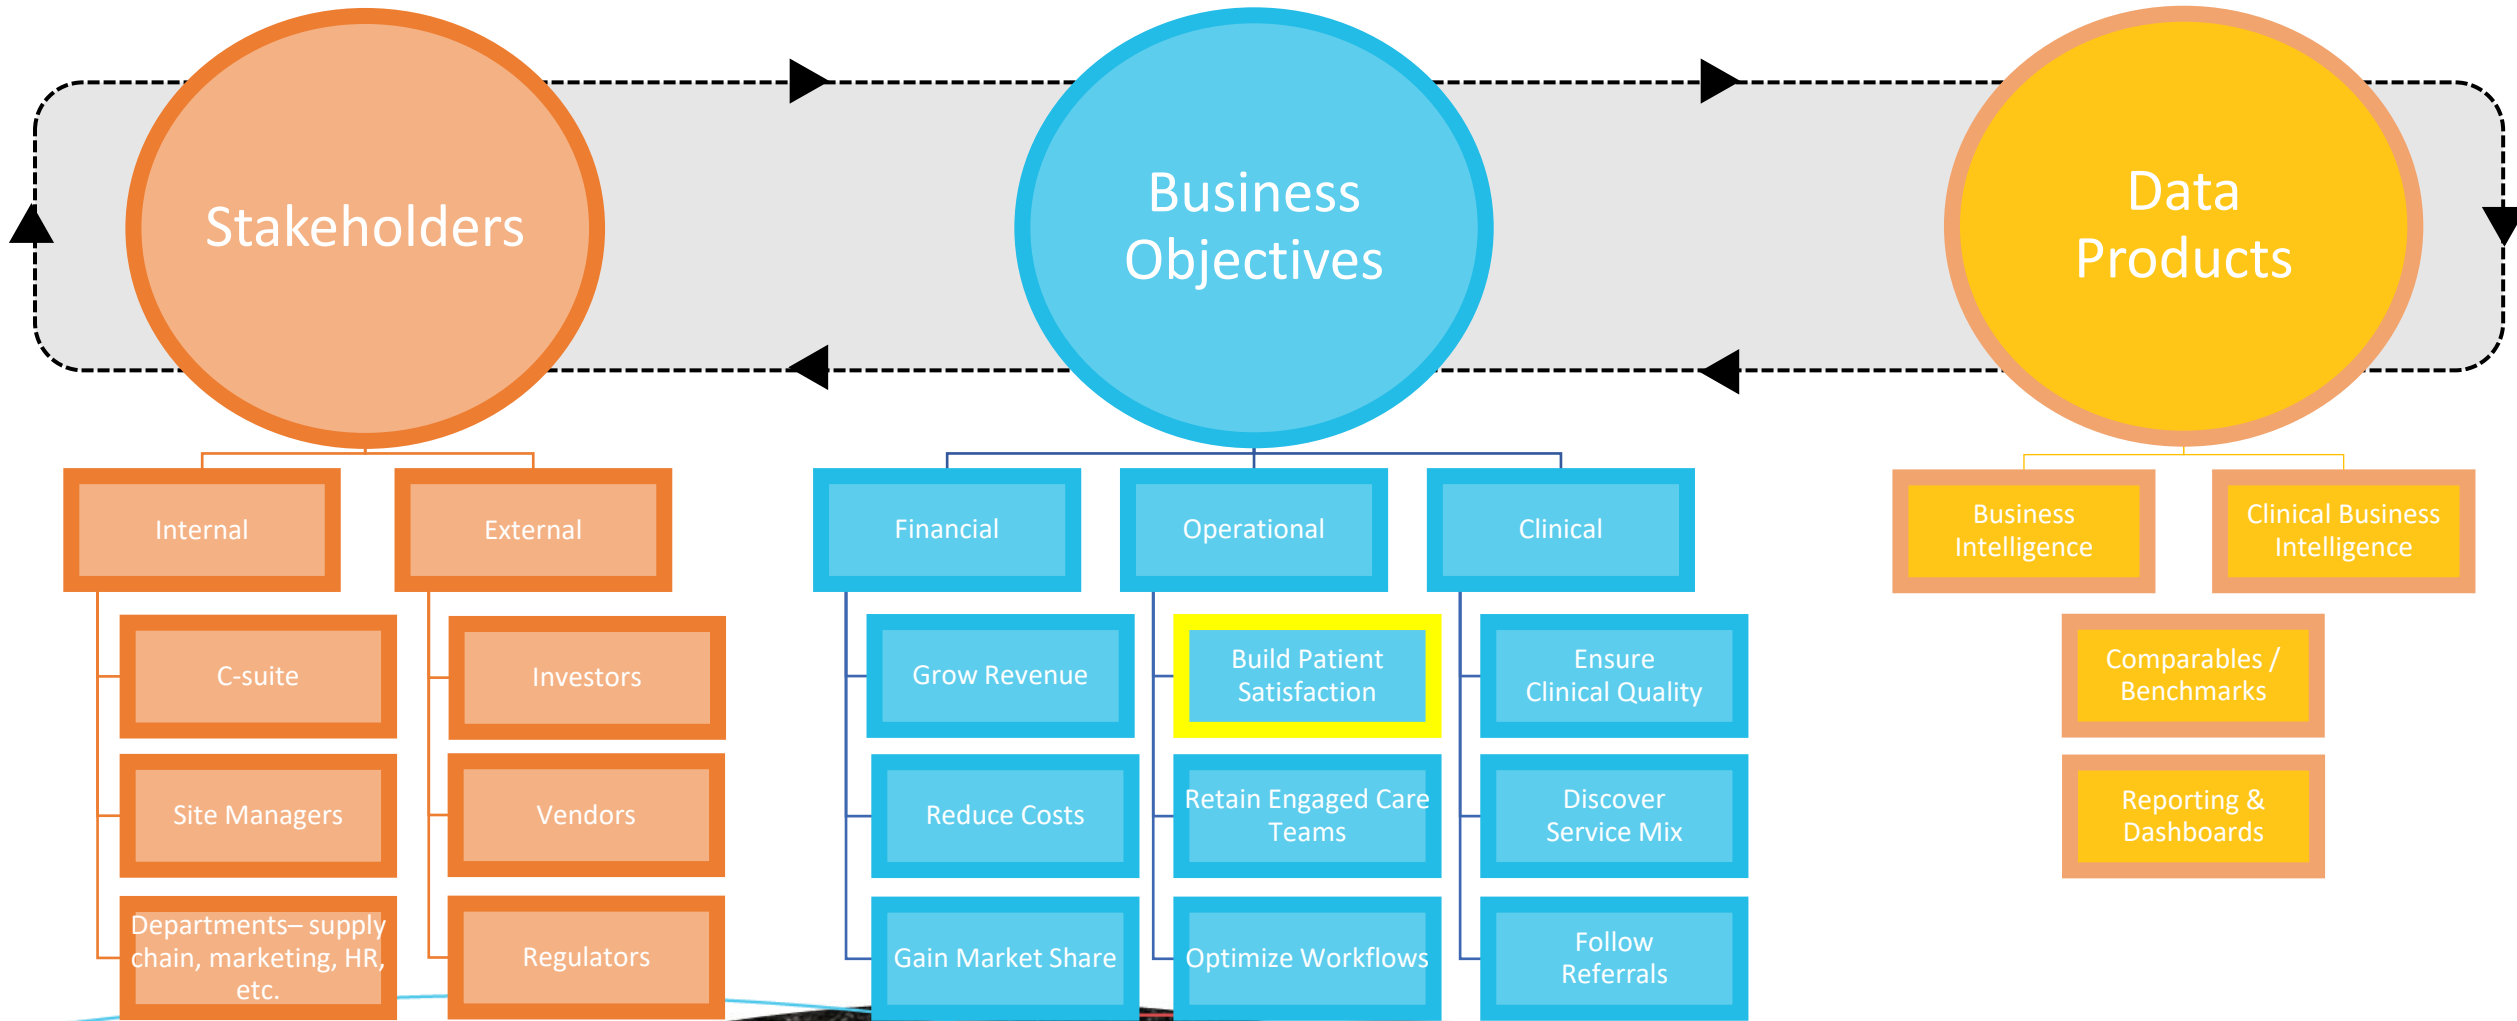 Stakeholders
Business
Objectives
Data
Products
Internal
External
C-suite
Investors
Site Managers
Vendors
Departments– supply
chain, marketing, HR,
etc.
Regulators
Financial
Operational
Clinical
Grow Revenue
Build Patient
Satisfaction
Ensure
Clinical Quality
Reduce Costs
Retain Engaged Care
Teams
Discover
Service Mix
Gain Market Share
Optimize Workflows
Follow
Referrals
Business
Intelligence
Clinical Business
Intelligence
Comparables /
Benchmarks
Reporting &
Dashboards